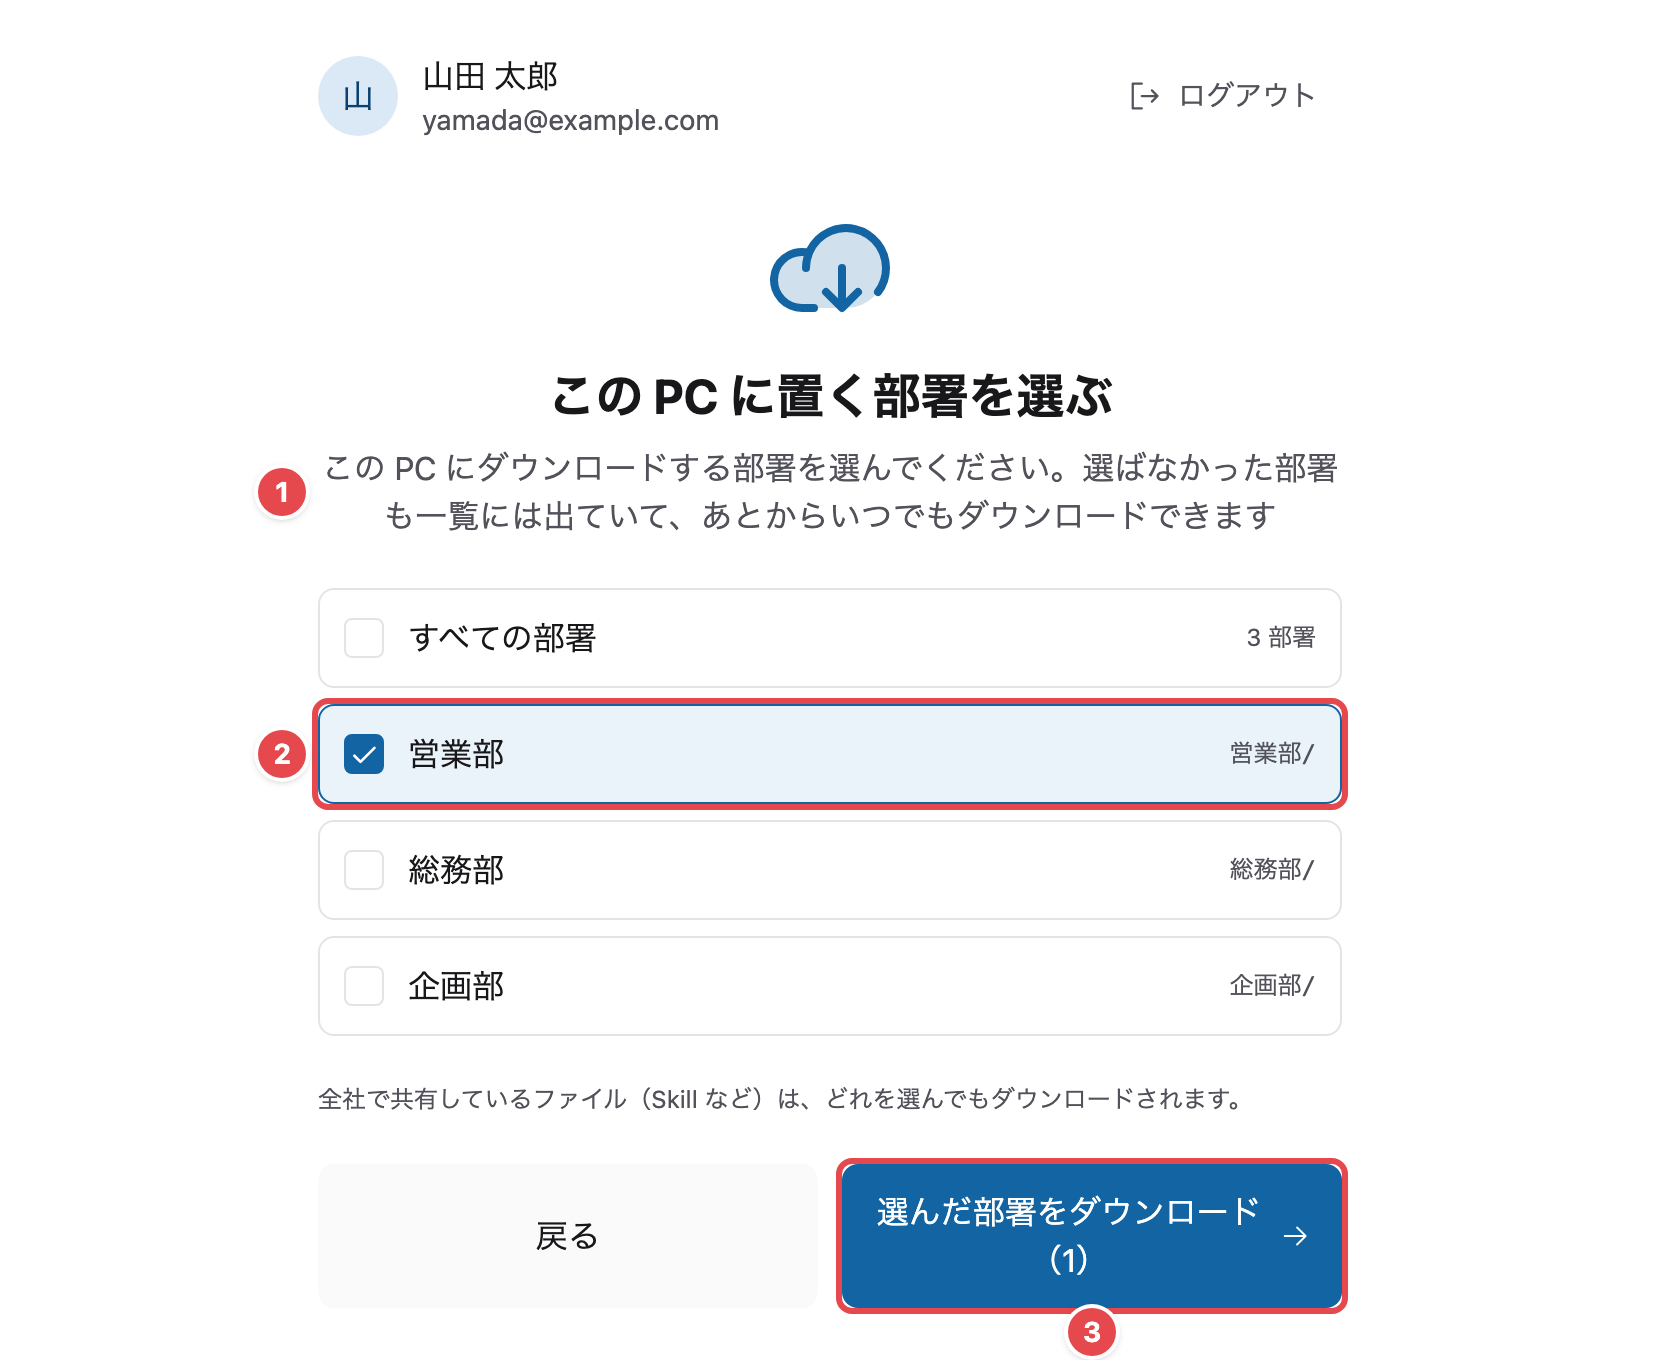 山
山田 太郎
yamada@example.com
ログアウト
この PC に置く部署を選ぶ
1
この PC にダウンロードする部署を選んでください。選ばなかった部署
も一覧には出ていて、あとからいつでもダウンロードできます
すべての部署
3 部署
2
営業部
営業部/
総務部
総務部/
企画部
企画部/
全社で共有しているファイル（Skill など）は、どれを選んでもダウンロードされます。
戻る
選んだ部署をダウンロード
（1）
3